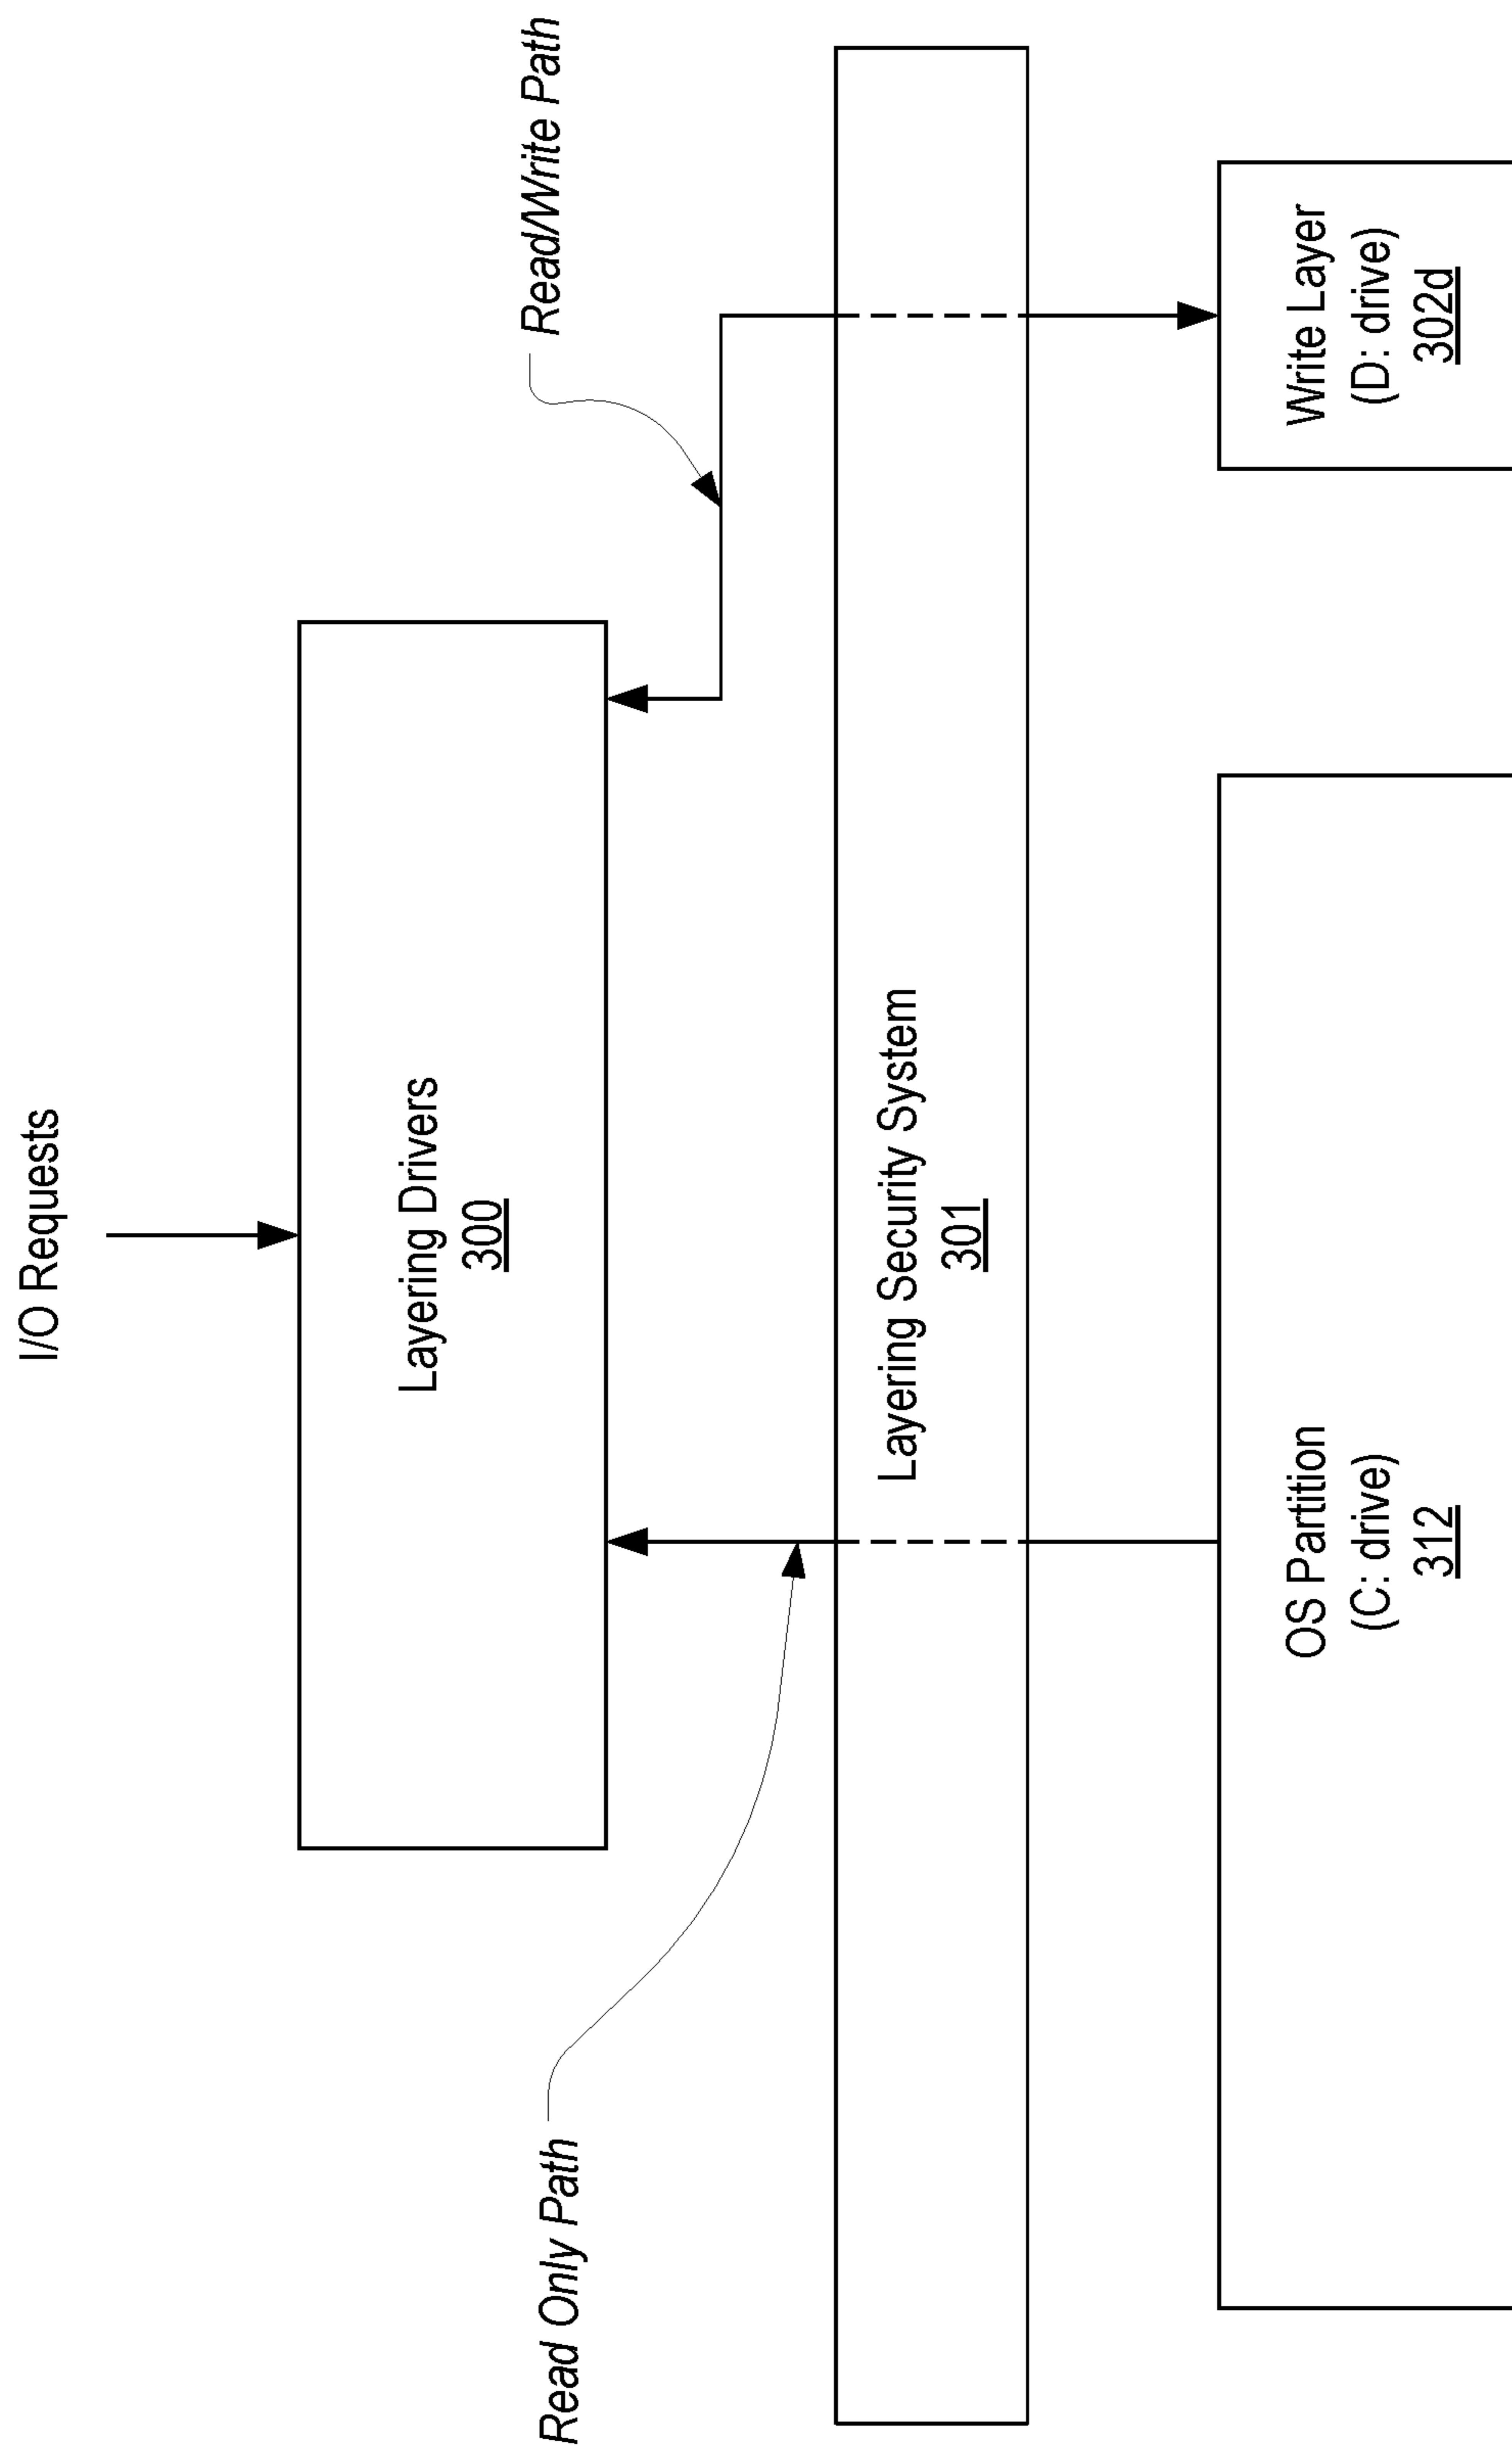 I/O Requests
Layering Drivers
300
Read Only Path
Read/Write Path
Layering Security System
301
OS Partition
(C: drive)
312
Write Layer
(D: drive)
302d